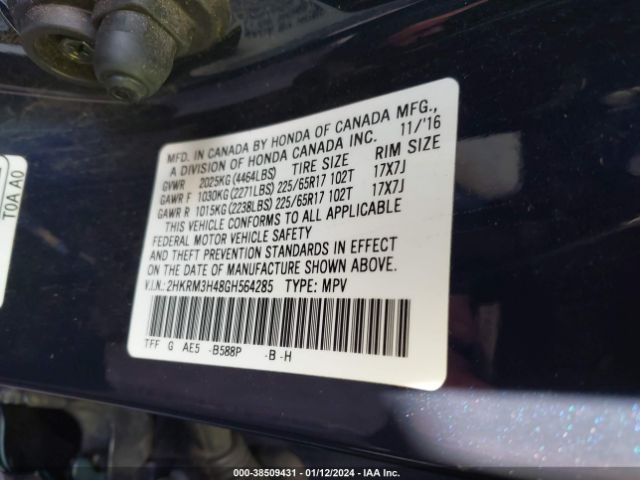 MFD. IN CANADA BY HONDA OF CANADA MFG.,
A DIVISION OF HONDA CANADA INC. 11/'16
GVWR 2025KG(4464LBS) TIRE SIZE RIM SIZE
GAWR F 1030KG(2271LBS) 225/65R17 102T 17X7J
GAWR R 1015KG(2238LBS) 225/65R17 102T 17X7J
THIS VEHICLE CONFORMS TO ALL APPLICABLE
FEDERAL MOTOR VEHICLE SAFETY
AND THEFT PREVENTION STANDARDS IN EFFECT
ON THE DATE OF MANUFACTURE SHOWN ABOVE.
V.I.N.: 2HKRM3H48GH564285 TYPE: MPV
TFF G AE5 -B588P -B-H
T0A A0
000-38509431 - 01/12/2024 - IAA Inc.